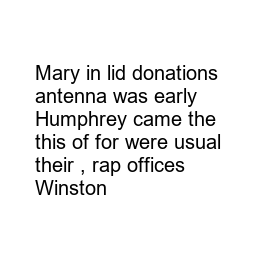 Mary in lid donations
antenna was early
Humphrey came the
this of for were usual
their , rap offices
Winston